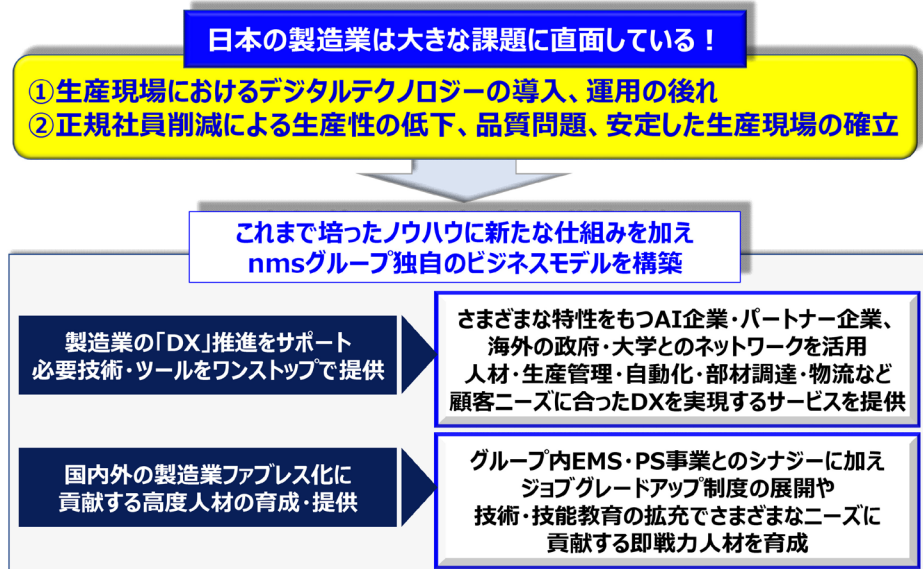 日本の製造業は大きな課題に直面している！
①生産現場におけるデジタルテクノロジーの導入、運用の後れ
②正規社員削減による生産性の低下、品質問題、安定した生産現場の確立
これまで培ったノウハウに新たな仕組みを加え
nmsグループ独自のビジネスモデルを構築
製造業の「DX」推進をサポート
必要技術・ツールをワンストップで提供
さまざまな特性をもつAI企業・パートナー企業、
海外の政府・大学とのネットワークを活用
人材・生産管理・自動化・部材調達・物流など
顧客ニーズに合ったDXを実現するサービスを提供
国内外の製造業ファブレス化に
貢献する高度人材の育成・提供
グループ内EMS・PS事業とのシナジーに加え
ジョブグレードアップ制度の展開や
技術・技能教育の拡充でさまざまなニーズに
貢献する即戦力人材を育成